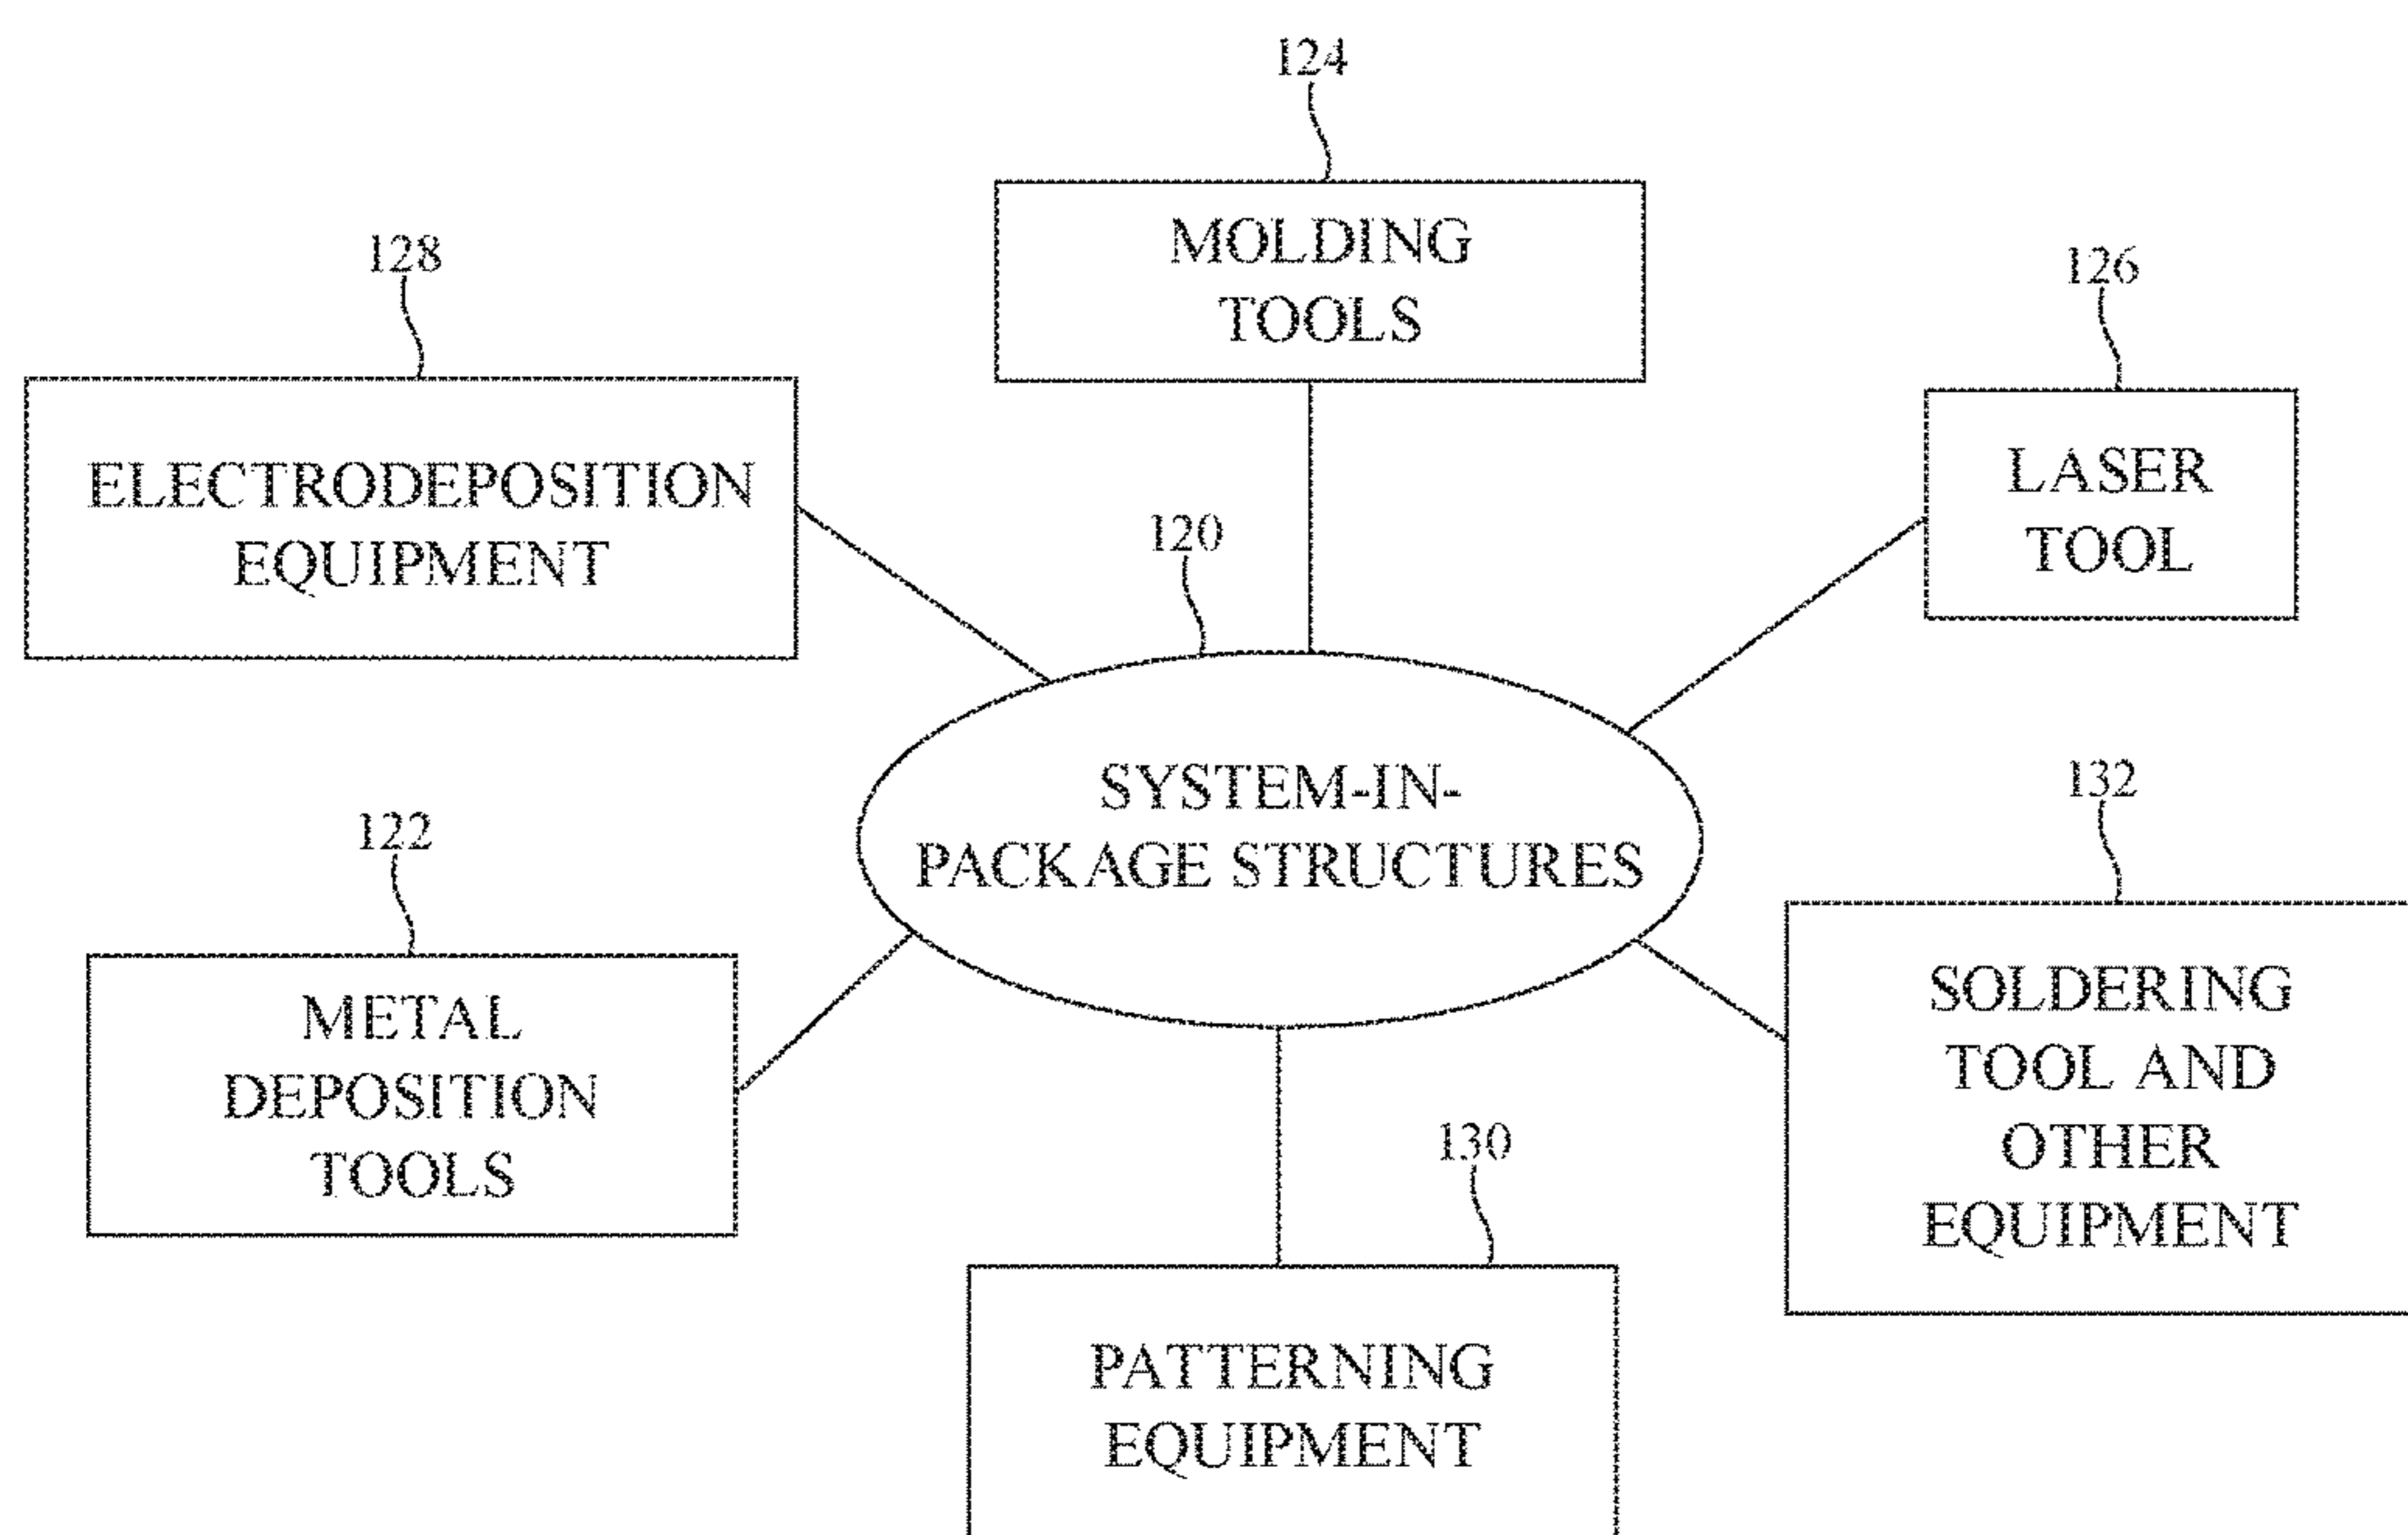 124
MOLDING
TOOLS
128
ELECTRODEPOSITION
EQUIPMENT
126
LASER
TOOL
120
SYSTEM-IN-
PACKAGE STRUCTURES
122
METAL
DEPOSITION
TOOLS
132
SOLDERING
TOOL AND
OTHER
EQUIPMENT
130
PATTERNING
EQUIPMENT